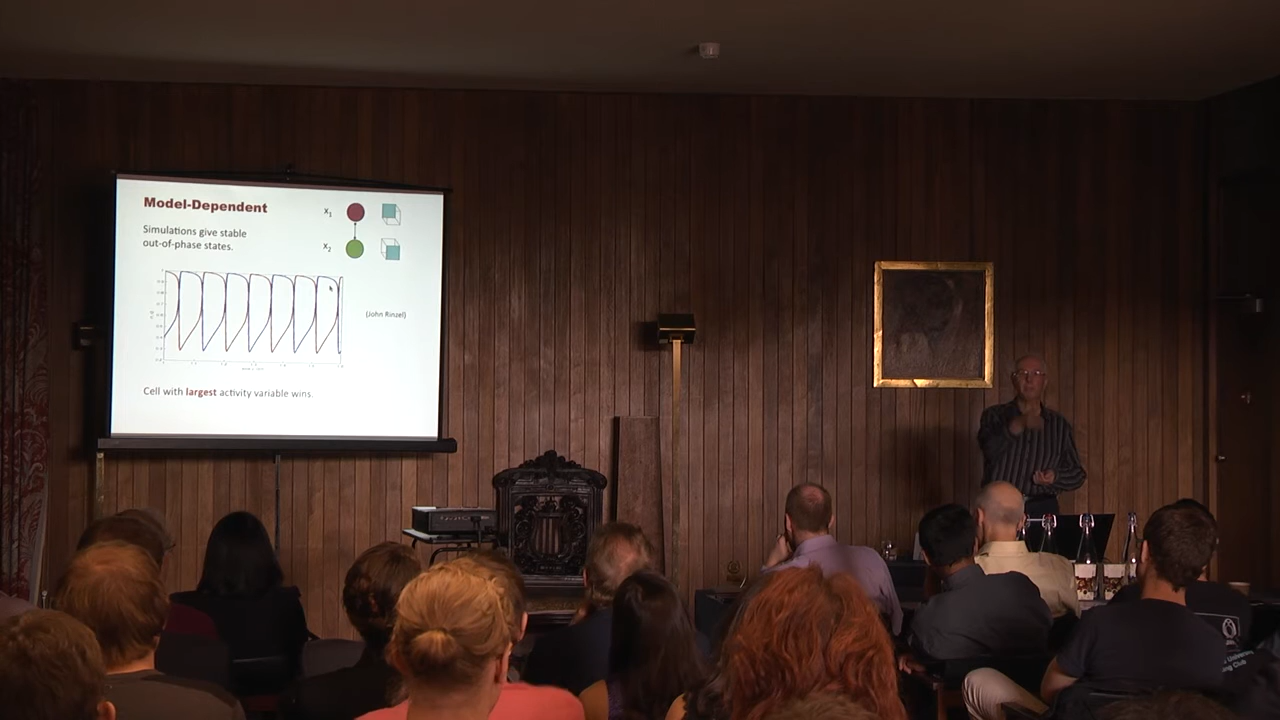 Model-Dependent
Simulations give stable
out-of-phase states.
X1
X2
(John Rinzel)
Cell with largest activity variable wins.